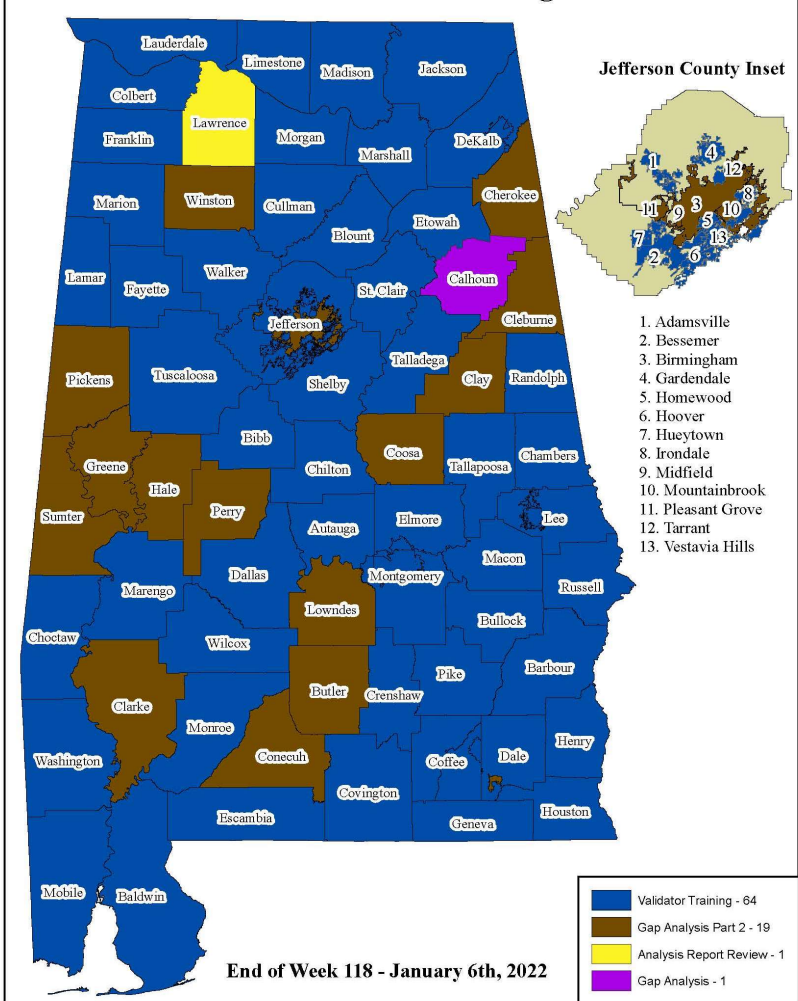 Lauderdale
Limestone
Madison
Jackson
Colbert
Lawrence
Franklin
Morgan
Marshall
DeKalb
Marion
Winston
Cullman
Cherokee
Blount
Etowah
Lamar
Fayette
Walker
St. Clair
Calhoun
Jefferson
Cleburne
Pickens
Tuscaloosa
Shelby
Talladega
Clay
Randolph
Bibb
Greene
Hale
Chilton
Coosa
Tallapoosa
Chambers
Sumter
Perry
Autauga
Elmore
Lee
Marengo
Dallas
Montgomery
Macon
Russell
Lowndes
Bullock
Choctaw
Wilcox
Barbour
Clarke
Butler
Crenshaw
Pike
Monroe
Washington
Conecuh
Coffee
Dale
Henry
Escambia
Covington
Geneva
Houston
Mobile
Baldwin
Jefferson County Inset
1
4
12
8
11
9
3
10
5
7
13
2
6
1. Adamsville
2. Bessemer
3. Birmingham
4. Gardendale
5. Homewood
6. Hoover
7. Hueytown
8. Irondale
9. Midfield
10. Mountainbrook
11. Pleasant Grove
12. Tarrant
13. Vestavia Hills
Validator Training - 64
Gap Analysis Part 2 - 19
Analysis Report Review - 1
Gap Analysis - 1
End of Week 118 - January 6th, 2022